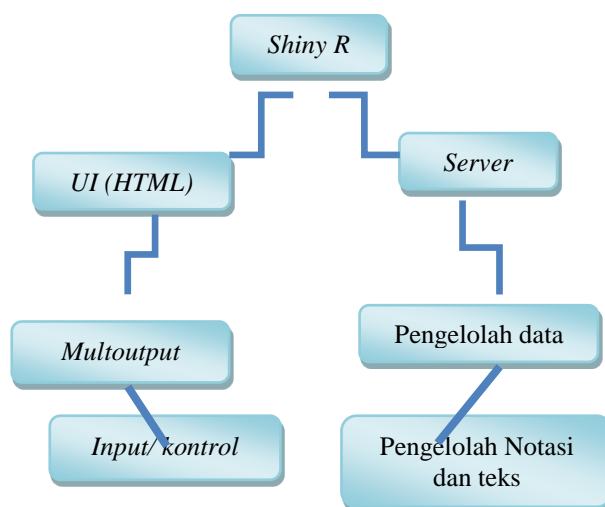 Shiny R
UI (HTML)
Server
Multoutput
Pengelolah data
Input/ kontrol
Pengelolah Notasi
dan teks